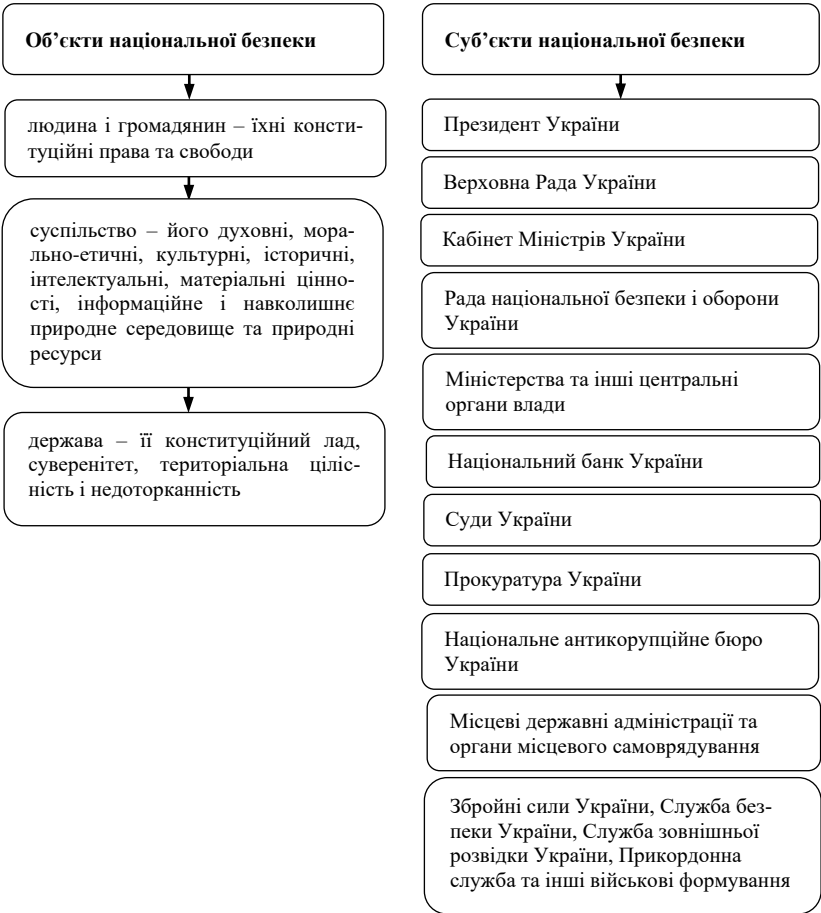 Об’єкти національної безпеки
людина і громадянин – їхні консти-
туційні права та свободи
суспільство – його духовні, мора-
льно-етичні, культурні, історичні,
інтелектуальні, матеріальні цінно-
сті, інформаційне і навколишнє
природне середовище та природні
ресурси
держава – її конституційний лад,
суверенітет, територіальна ціліс-
ність і недоторканність
Суб’єкти національної безпеки
Президент України
Верховна Рада України
Кабінет Міністрів України
Рада національної безпеки і оборони
України
Міністерства та інші центральні
органи влади
Національний банк України
Суди України
Прокуратура України
Національне антикорупційне бюро
України
Місцеві державні адміністрації та
органи місцевого самоврядування
Збройні сили України, Служба без-
пеки України, Служба зовнішньої
розвідки України, Прикордонна
служба та інші військові формування